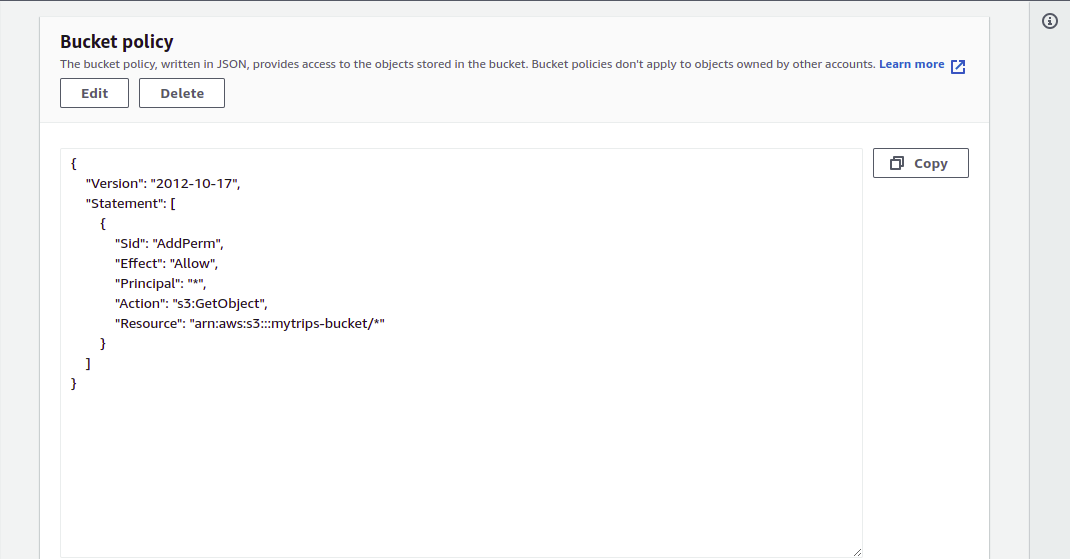 Bucket policy
The bucket policy, written in JSON, provides access to the objects stored in the bucket. Bucket policies don't apply to objects owned by other accounts. Learn more
Edit Delete
Copy
{
"Version": "2012-10-17",
"Statement": [
{
"Sid": "AddPerm",
"Effect": "Allow",
"Principal": "*",
"Action": "s3:GetObject",
"Resource": "arn:aws:s3:::mytrips-bucket/*"
}
]
}